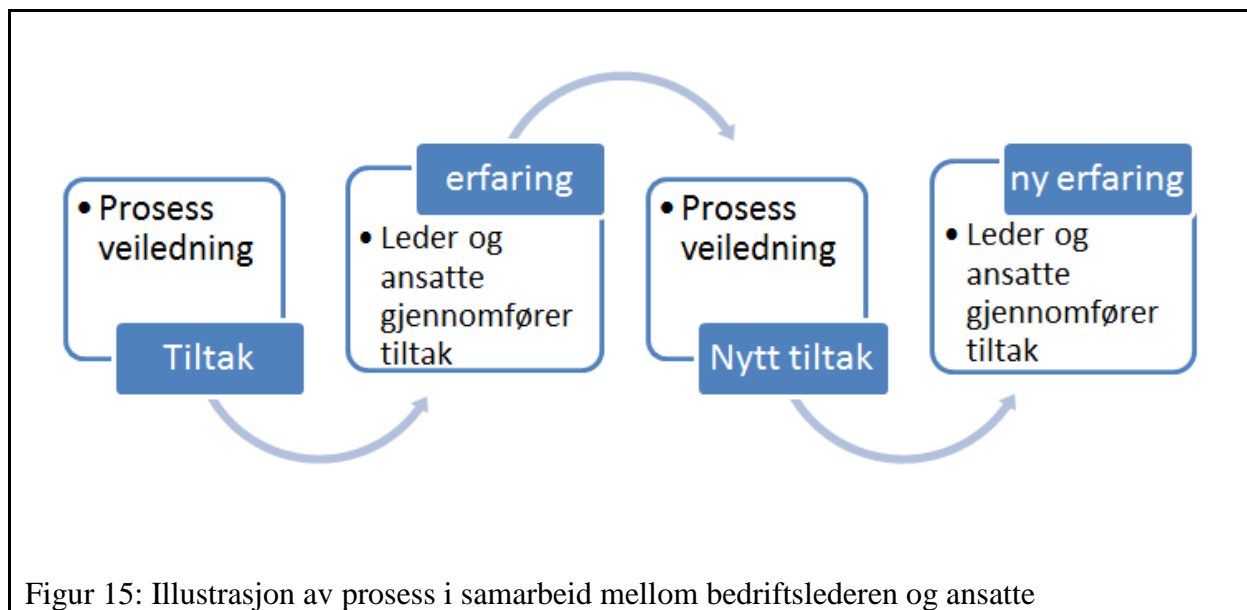 • Prosess
veiledning
Tiltak
erfaring
• Leder og
ansatte
gjennomfører
tiltak
• Prosess
veiledning
Nytt tiltak
ny erfaring
• Leder og
ansatte
gjennomfører
tiltak
Figur 15: Illustrasjon av prosess i samarbeid mellom bedriftslederen og ansatte